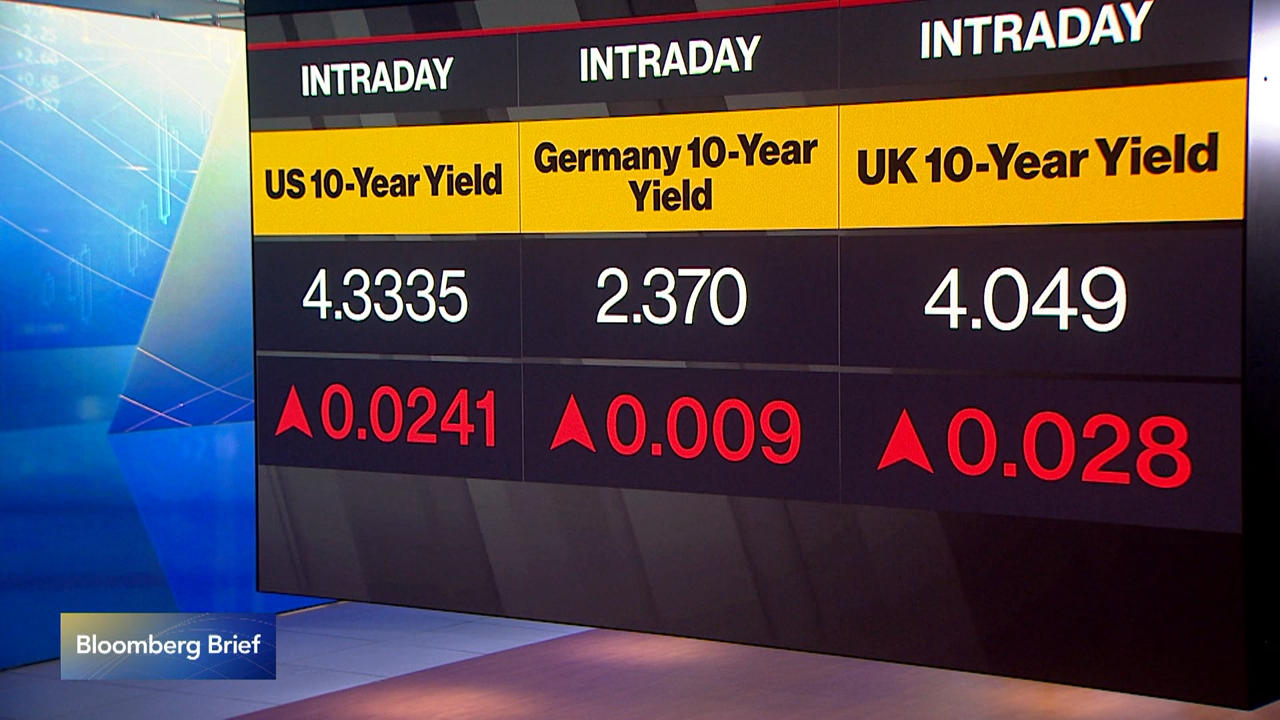 INTRADAY
INTRADAY
INTRADAY
US 10-Year Yield
Germany 10-Year
Yield
UK 10-Year Yield
4.3335
2.370
4.049
▲0.0241
▲0.009
▲0.028
Bloomberg Brief